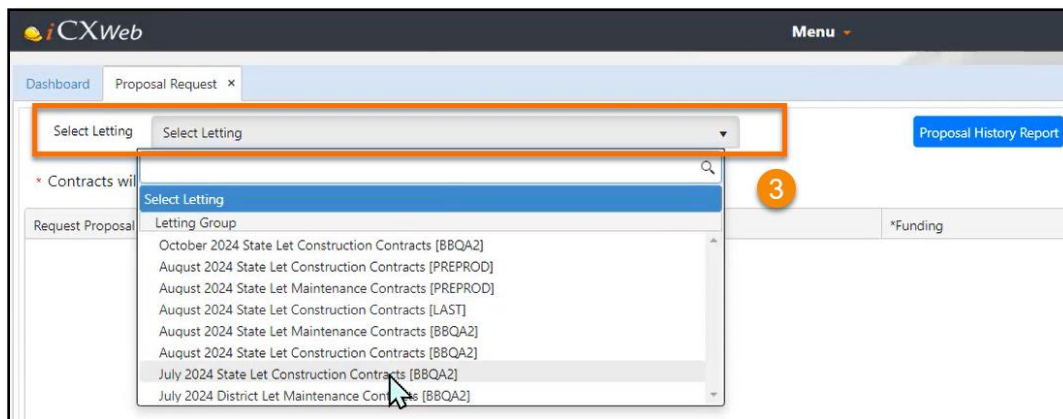 iCXWeb Menu
Dashboard Proposal Request ×
Select Letting Select Letting Proposal History Report
3
* Contracts wil
Select Letting
Request Proposal Letting Group *Funding
October 2024 State Let Construction Contracts [BBQA2]
August 2024 State Let Construction Contracts [PREPROD]
August 2024 State Let Maintenance Contracts [PREPROD]
August 2024 State Let Construction Contracts [LAST]
August 2024 State Let Maintenance Contracts [BBQA2]
August 2024 State Let Construction Contracts [BBQA2]
July 2024 State Let Construction Contracts [BBQA2]
July 2024 District Let Maintenance Contracts [BBQA2]